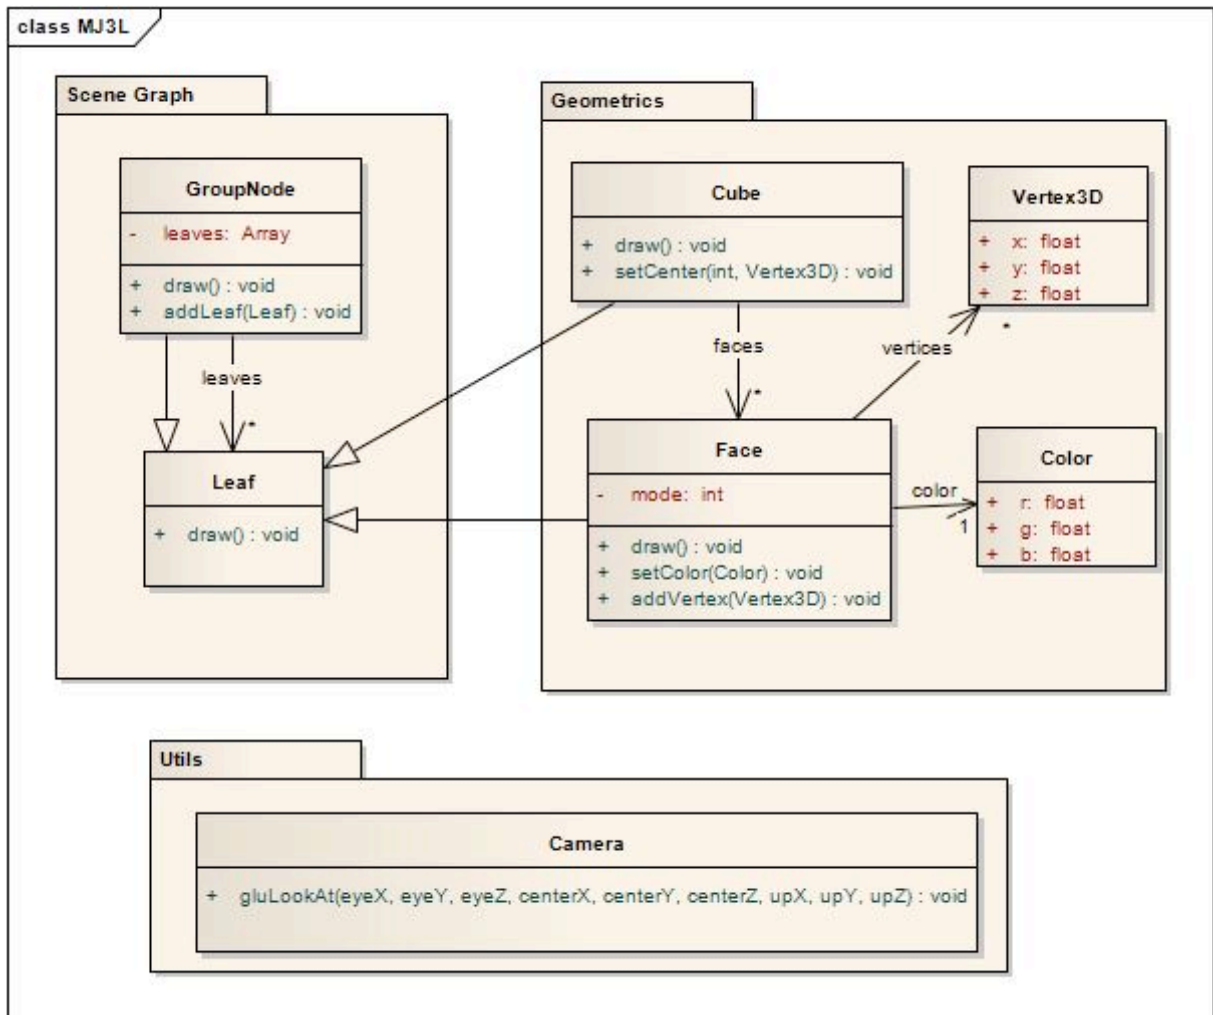 class MJ3L
Scene Graph
GroupNode
- leaves: Array
+ draw() : void
+ addLeaf(Leaf) : void
leaves
*
Leaf
+ draw() : void
Geometrics
Cube
+ draw() : void
+ setCenter(int, Vertex3D) : void
Vertex3D
+ x: float
+ y: float
+ z: float
faces
*
vertices
*
Face
- mode: int
+ draw() : void
+ setColor(Color) : void
+ addVertex(Vertex3D) : void
color
1
Color
+ r: float
+ g: float
+ b: float
Utils
Camera
+ gluLookAt(eyeX, eyeY, eyeZ, centerX, centerY, centerZ, upX, upY, upZ) : void